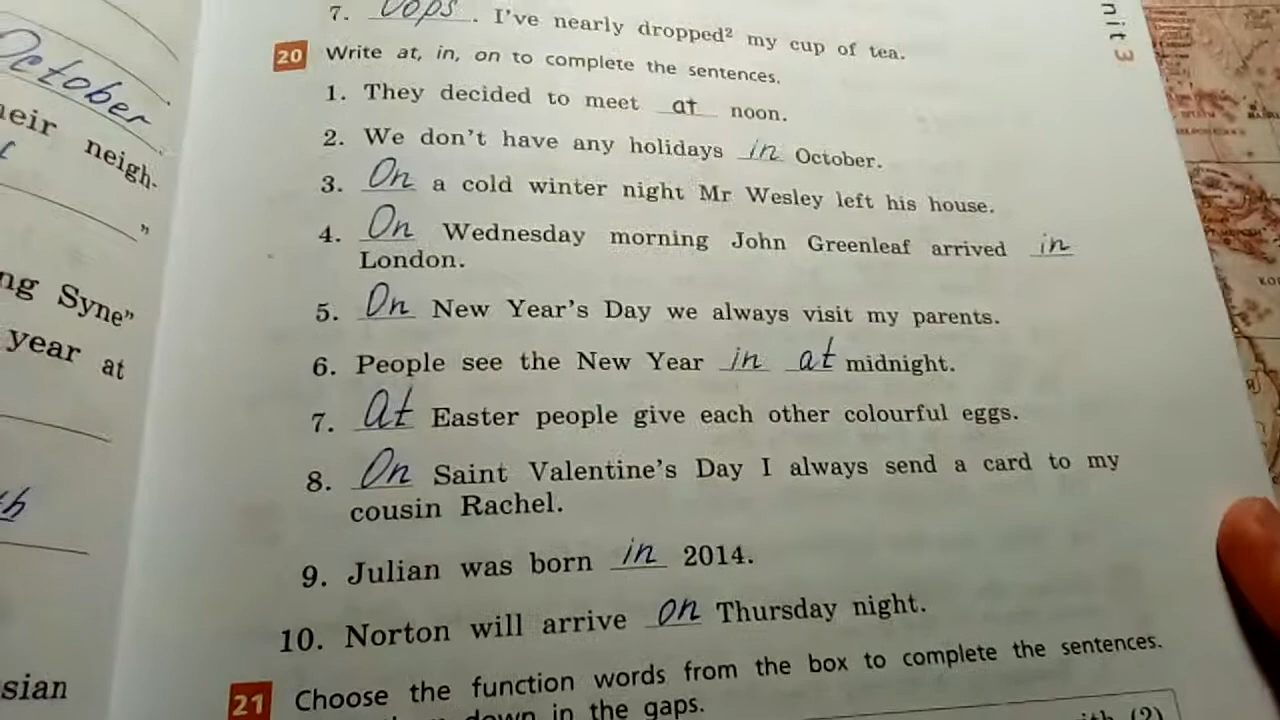 7. Oops. I've nearly dropped² my cup of tea.
nit 3
20 Write at, in, on to complete the sentences.
1. They decided to meet at noon.
2. We don't have any holidays in October.
3. On a cold winter night Mr Wesley left his house.
4. On Wednesday morning John Greenleaf arrived in
London.
5. On New Year's Day we always visit my parents.
6. People see the New Year in at midnight.
7. At Easter people give each other colourful eggs.
8. On Saint Valentine's Day I always send a card to my
cousin Rachel.
9. Julian was born in 2014.
10. Norton will arrive on Thursday night.
21 Choose the function words from the box to complete the sentences.
down in the gaps.
ith (2)
October
heir neigh-
"
ng Syne"
year at
sian